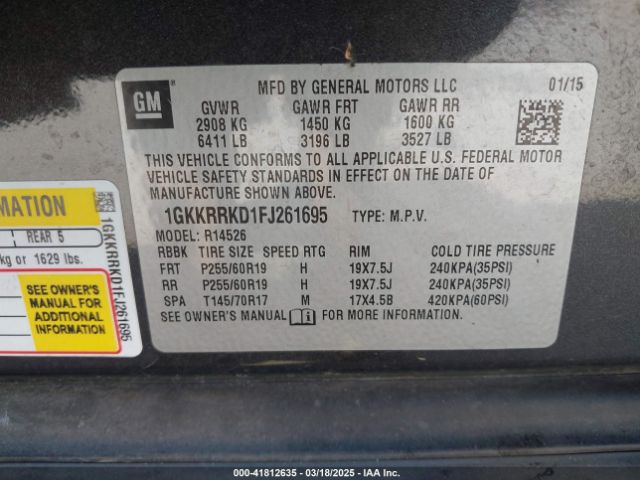 GM
MFD BY GENERAL MOTORS LLC 01/15
GVWR GAWR FRT GAWR RR
2908 KG 1450 KG 1600 KG
6411 LB 3196 LB 3527 LB
THIS VEHICLE CONFORMS TO ALL APPLICABLE U.S. FEDERAL MOTOR
VEHICLE SAFETY STANDARDS IN EFFECT ON THE DATE OF
MANUFACTURE SHOWN ABOVE.
1GKKRRKD1FJ261695 TYPE: M.P.V.
MODEL: R14526
RBBK TIRE SIZE SPEED RTG RIM COLD TIRE PRESSURE
FRT P255/60R19 H 19X7.5J 240KPA(35PSI)
RR P255/60R19 H 19X7.5J 240KPA(35PSI)
SPA T145/70R17 M 17X4.5B 420KPA(60PSI)
SEE OWNER'S MANUAL FOR MORE INFORMATION.
MATION
REAR 5
kg or 1629 lbs.
SEE OWNER'S
MANUAL FOR
ADDITIONAL
INFORMATION
1GKKRRKD1FJ261695
000-41812635 - 03/18/2025 - IAA, Inc.